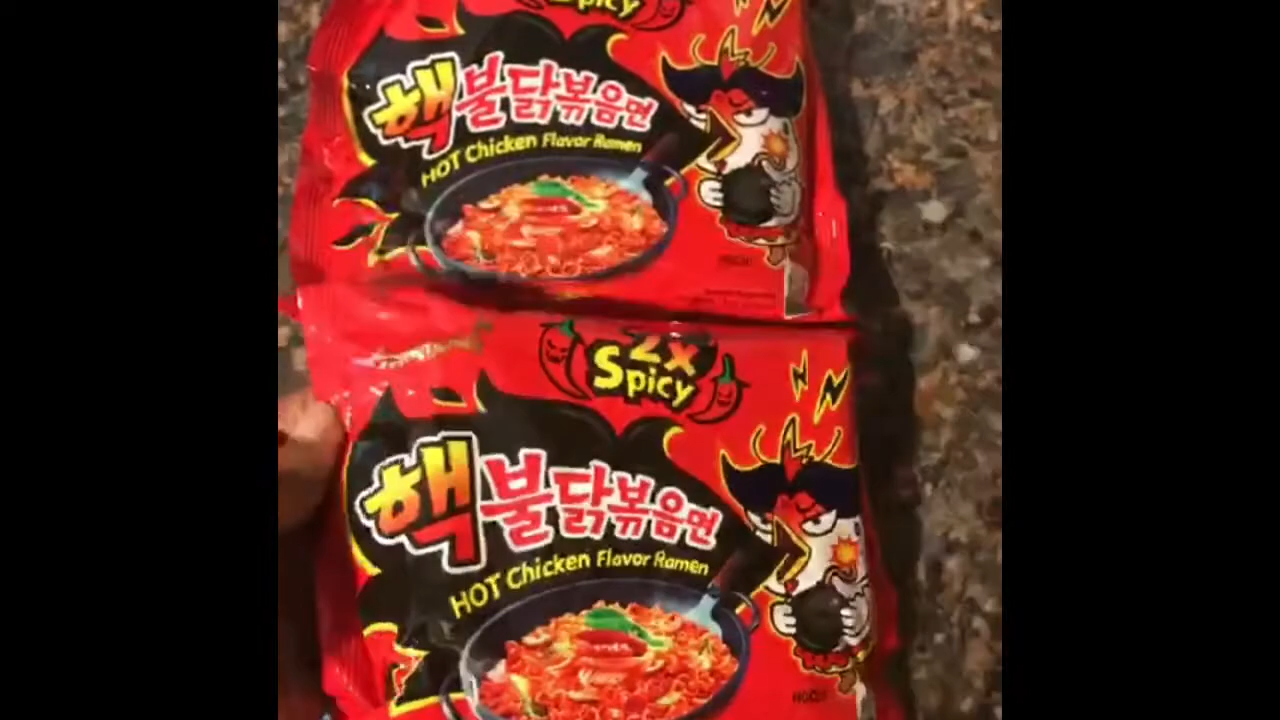 Spicy
핵불닭볶음면
HOT Chicken Flavor Ramen
2x
Spicy
핵불닭볶음면
HOT Chicken Flavor Ramen